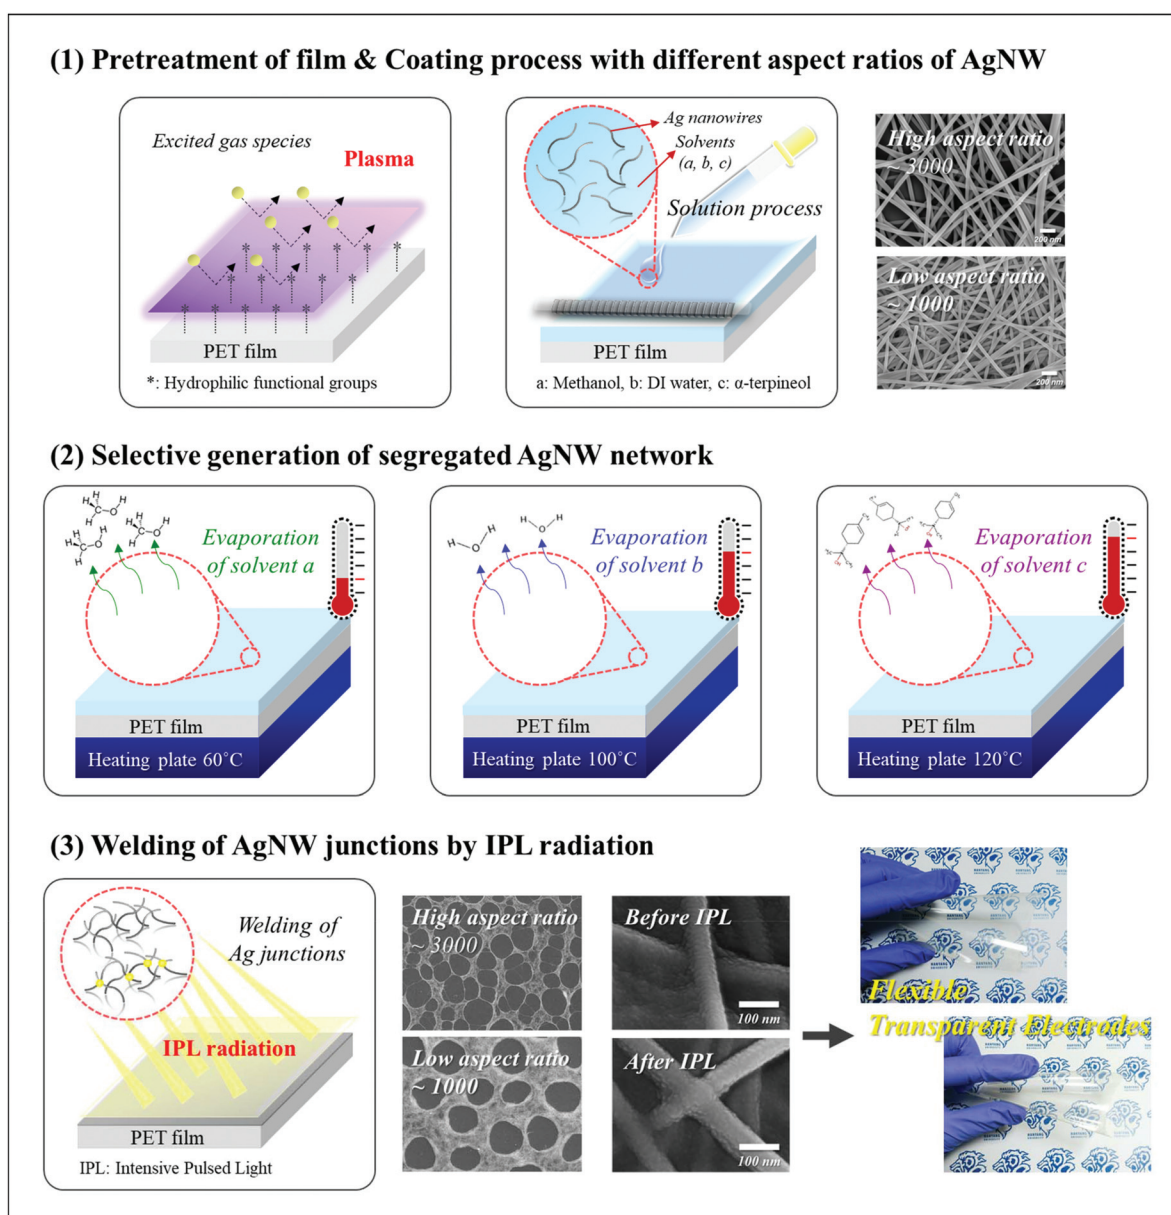 (1) Pretreatment of film & Coating process with different aspect ratios of AgNW
Excited gas species
Plasma
PET film
*: Hydrophilic functional groups
Ag nanowires
Solvents
(a, b, c)
Solution process
PET film
a: Methanol, b: DI water, c: α-terpineol
High aspect ratio
~ 3000
200 nm
Low aspect ratio
~ 1000
200 nm
(2) Selective generation of segregated AgNW network
Evaporation
of solvent a
PET film
Heating plate 60˚C
Evaporation
of solvent b
PET film
Heating plate 100˚C
Evaporation
of solvent c
PET film
Heating plate 120˚C
(3) Welding of AgNW junctions by IPL radiation
Welding of
Ag junctions
IPL radiation
PET film
IPL: Intensive Pulsed Light
High aspect ratio
~ 3000
Low aspect ratio
~ 1000
Before IPL
100 nm
After IPL
100 nm
Flexible
Transparent Electrodes